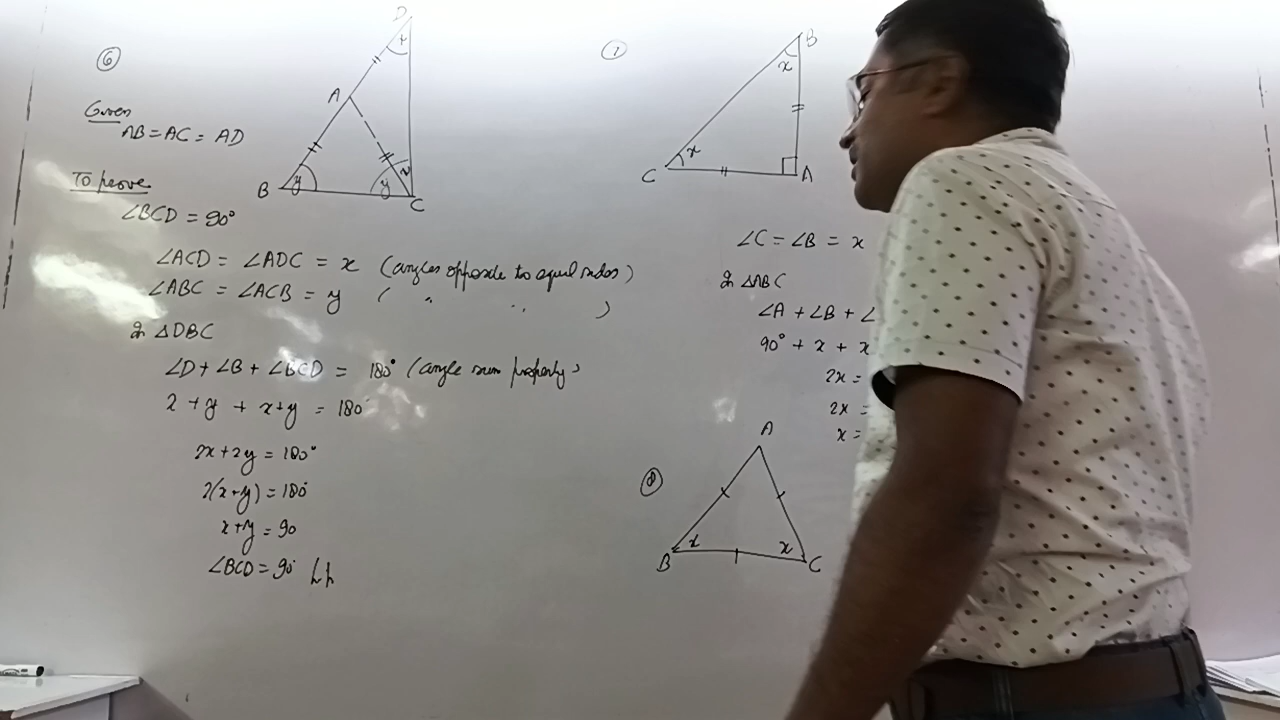 6
D
x
A
B
y
y
x
C
Given
AB = AC = AD
To prove
∠BCD = 90°
∠ACD = ∠ADC = x (angles opposite to equal sides)
∠ABC = ∠ACB = y ( " " )
In ΔDBC
∠D + ∠B + ∠BCD = 180° (angle sum property)
x + y + x+y = 180°
2x + 2y = 180°
2(x+y) = 180°
x+y = 90
∠BCD = 90°
B
x
x
C
A
∠C = ∠B = x
In ΔABC
∠A + ∠B + ∠
90° + x + x
2x =
2x =
x =
8
A
B
x
x
C